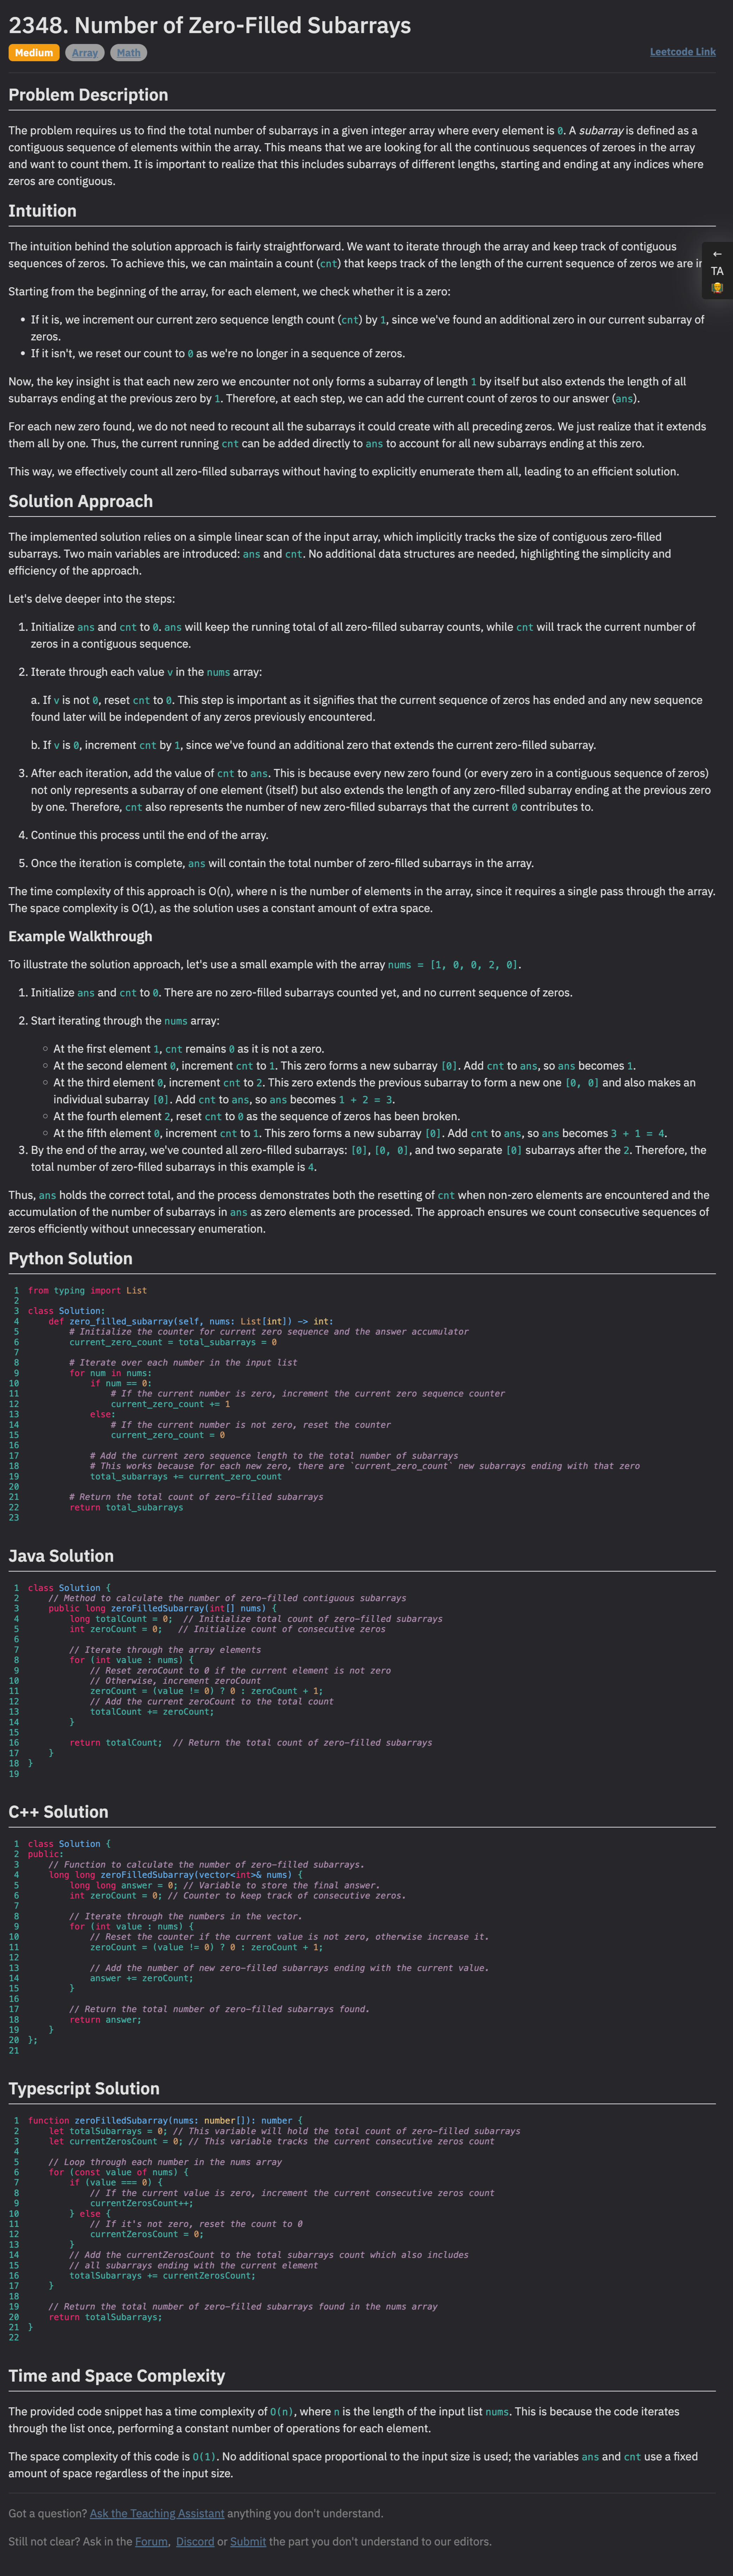 2348. Number of Zero-Filled Subarrays
Medium Array Math Leetcode Link
Problem Description
The problem requires us to find the total number of subarrays in a given integer array where every element is 0. A subarray is defined as a
contiguous sequence of elements within the array. This means that we are looking for all the continuous sequences of zeroes in the array
and want to count them. It is important to realize that this includes subarrays of different lengths, starting and ending at any indices where
zeros are contiguous.
Intuition
The intuition behind the solution approach is fairly straightforward. We want to iterate through the array and keep track of contiguous
sequences of zeros. To achieve this, we can maintain a count (cnt) that keeps track of the length of the current sequence of zeros we are in
←
TA
Starting from the beginning of the array, for each element, we check whether it is a zero:
• If it is, we increment our current zero sequence length count (cnt) by 1, since we've found an additional zero in our current subarray of
zeros.
• If it isn't, we reset our count to 0 as we're no longer in a sequence of zeros.
Now, the key insight is that each new zero we encounter not only forms a subarray of length 1 by itself but also extends the length of all
subarrays ending at the previous zero by 1. Therefore, at each step, we can add the current count of zeros to our answer (ans).
For each new zero found, we do not need to recount all the subarrays it could create with all preceding zeros. We just realize that it extends
them all by one. Thus, the current running cnt can be added directly to ans to account for all new subarrays ending at this zero.
This way, we effectively count all zero-filled subarrays without having to explicitly enumerate them all, leading to an efficient solution.
Solution Approach
The implemented solution relies on a simple linear scan of the input array, which implicitly tracks the size of contiguous zero-filled
subarrays. Two main variables are introduced: ans and cnt. No additional data structures are needed, highlighting the simplicity and
efficiency of the approach.
Let's delve deeper into the steps:
1. Initialize ans and cnt to 0. ans will keep the running total of all zero-filled subarray counts, while cnt will track the current number of
zeros in a contiguous sequence.
2. Iterate through each value v in the nums array:
a. If v is not 0, reset cnt to 0. This step is important as it signifies that the current sequence of zeros has ended and any new sequence
found later will be independent of any zeros previously encountered.
b. If v is 0, increment cnt by 1, since we've found an additional zero that extends the current zero-filled subarray.
3. After each iteration, add the value of cnt to ans. This is because every new zero found (or every zero in a contiguous sequence of zeros)
not only represents a subarray of one element (itself) but also extends the length of any zero-filled subarray ending at the previous zero
by one. Therefore, cnt also represents the number of new zero-filled subarrays that the current 0 contributes to.
4. Continue this process until the end of the array.
5. Once the iteration is complete, ans will contain the total number of zero-filled subarrays in the array.
The time complexity of this approach is O(n), where n is the number of elements in the array, since it requires a single pass through the array.
The space complexity is O(1), as the solution uses a constant amount of extra space.
Example Walkthrough
To illustrate the solution approach, let's use a small example with the array nums = [1, 0, 0, 2, 0].
1. Initialize ans and cnt to 0. There are no zero-filled subarrays counted yet, and no current sequence of zeros.
2. Start iterating through the nums array:
○ At the first element 1, cnt remains 0 as it is not a zero.
○ At the second element 0, increment cnt to 1. This zero forms a new subarray [0]. Add cnt to ans, so ans becomes 1.
○ At the third element 0, increment cnt to 2. This zero extends the previous subarray to form a new one [0, 0] and also makes an
individual subarray [0]. Add cnt to ans, so ans becomes 1 + 2 = 3.
○ At the fourth element 2, reset cnt to 0 as the sequence of zeros has been broken.
○ At the fifth element 0, increment cnt to 1. This zero forms a new subarray [0]. Add cnt to ans, so ans becomes 3 + 1 = 4.
3. By the end of the array, we've counted all zero-filled subarrays: [0], [0, 0], and two separate [0] subarrays after the 2. Therefore, the
total number of zero-filled subarrays in this example is 4.
Thus, ans holds the correct total, and the process demonstrates both the resetting of cnt when non-zero elements are encountered and the
accumulation of the number of subarrays in ans as zero elements are processed. The approach ensures we count consecutive sequences of
zeros efficiently without unnecessary enumeration.
Python Solution
1 from typing import List
2
3 class Solution:
4     def zero_filled_subarray(self, nums: List[int]) -> int:
5         # Initialize the counter for current zero sequence and the answer accumulator
6         current_zero_count = total_subarrays = 0
7
8         # Iterate over each number in the input list
9         for num in nums:
10             if num == 0:
11                 # If the current number is zero, increment the current zero sequence counter
12                 current_zero_count += 1
13             else:
14                 # If the current number is not zero, reset the counter
15                 current_zero_count = 0
16
17             # Add the current zero sequence length to the total number of subarrays
18             # This works because for each new zero, there are `current_zero_count` new subarrays ending with that zero
19             total_subarrays += current_zero_count
20
21         # Return the total count of zero-filled subarrays
22         return total_subarrays
23
Java Solution
1 class Solution {
2     // Method to calculate the number of zero-filled contiguous subarrays
3     public long zeroFilledSubarray(int[] nums) {
4         long totalCount = 0;  // Initialize total count of zero-filled subarrays
5         int zeroCount = 0;   // Initialize count of consecutive zeros
6
7         // Iterate through the array elements
8         for (int value : nums) {
9             // Reset zeroCount to 0 if the current element is not zero
10             // Otherwise, increment zeroCount
11             zeroCount = (value != 0) ? 0 : zeroCount + 1;
12             // Add the current zeroCount to the total count
13             totalCount += zeroCount;
14         }
15
16         return totalCount;  // Return the total count of zero-filled subarrays
17     }
18 }
19
C++ Solution
1 class Solution {
2 public:
3     // Function to calculate the number of zero-filled subarrays.
4     long long zeroFilledSubarray(vector<int>& nums) {
5         long long answer = 0; // Variable to store the final answer.
6         int zeroCount = 0; // Counter to keep track of consecutive zeros.
7
8         // Iterate through the numbers in the vector.
9         for (int value : nums) {
10             // Reset the counter if the current value is not zero, otherwise increase it.
11             zeroCount = (value != 0) ? 0 : zeroCount + 1;
12
13             // Add the number of new zero-filled subarrays ending with the current value.
14             answer += zeroCount;
15         }
16
17         // Return the total number of zero-filled subarrays found.
18         return answer;
19     }
20 };
21
Typescript Solution
1 function zeroFilledSubarray(nums: number[]): number {
2     let totalSubarrays = 0; // This variable will hold the total count of zero-filled subarrays
3     let currentZerosCount = 0; // This variable tracks the current consecutive zeros count
4
5     // Loop through each number in the nums array
6     for (const value of nums) {
7         if (value === 0) {
8             // If the current value is zero, increment the current consecutive zeros count
9             currentZerosCount++;
10         } else {
11             // If it's not zero, reset the count to 0
12             currentZerosCount = 0;
13         }
14         // Add the currentZerosCount to the total subarrays count which also includes
15         // all subarrays ending with the current element
16         totalSubarrays += currentZerosCount;
17     }
18
19     // Return the total number of zero-filled subarrays found in the nums array
20     return totalSubarrays;
21 }
22
Time and Space Complexity
The provided code snippet has a time complexity of O(n), where n is the length of the input list nums. This is because the code iterates
through the list once, performing a constant number of operations for each element.
The space complexity of this code is O(1). No additional space proportional to the input size is used; the variables ans and cnt use a fixed
amount of space regardless of the input size.
Got a question? Ask the Teaching Assistant anything you don't understand.
Still not clear? Ask in the Forum, Discord or Submit the part you don't understand to our editors.